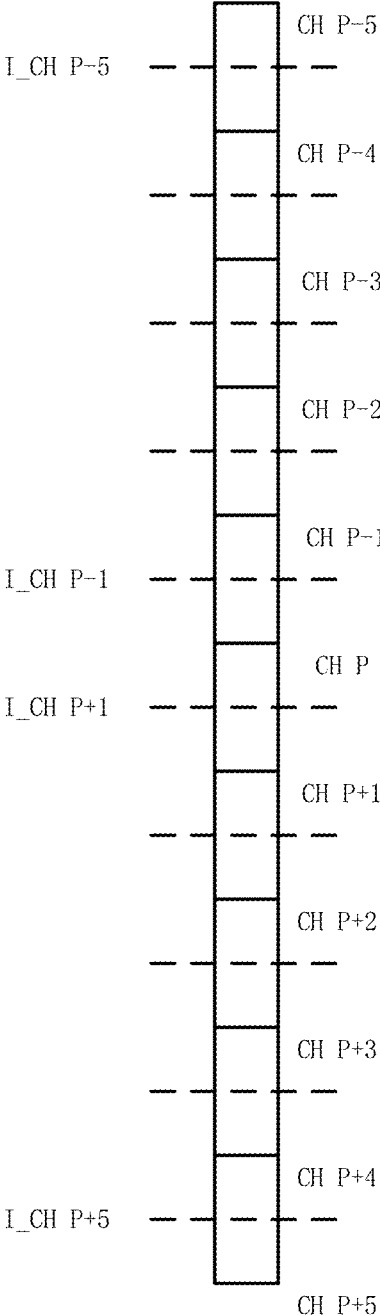 CH P-5
I_CH P-5
CH P-4
CH P-3
CH P-2
CH P-1
I_CH P-1
CH P
I_CH P+1
CH P+1
CH P+2
CH P+3
CH P+4
I_CH P+5
CH P+5